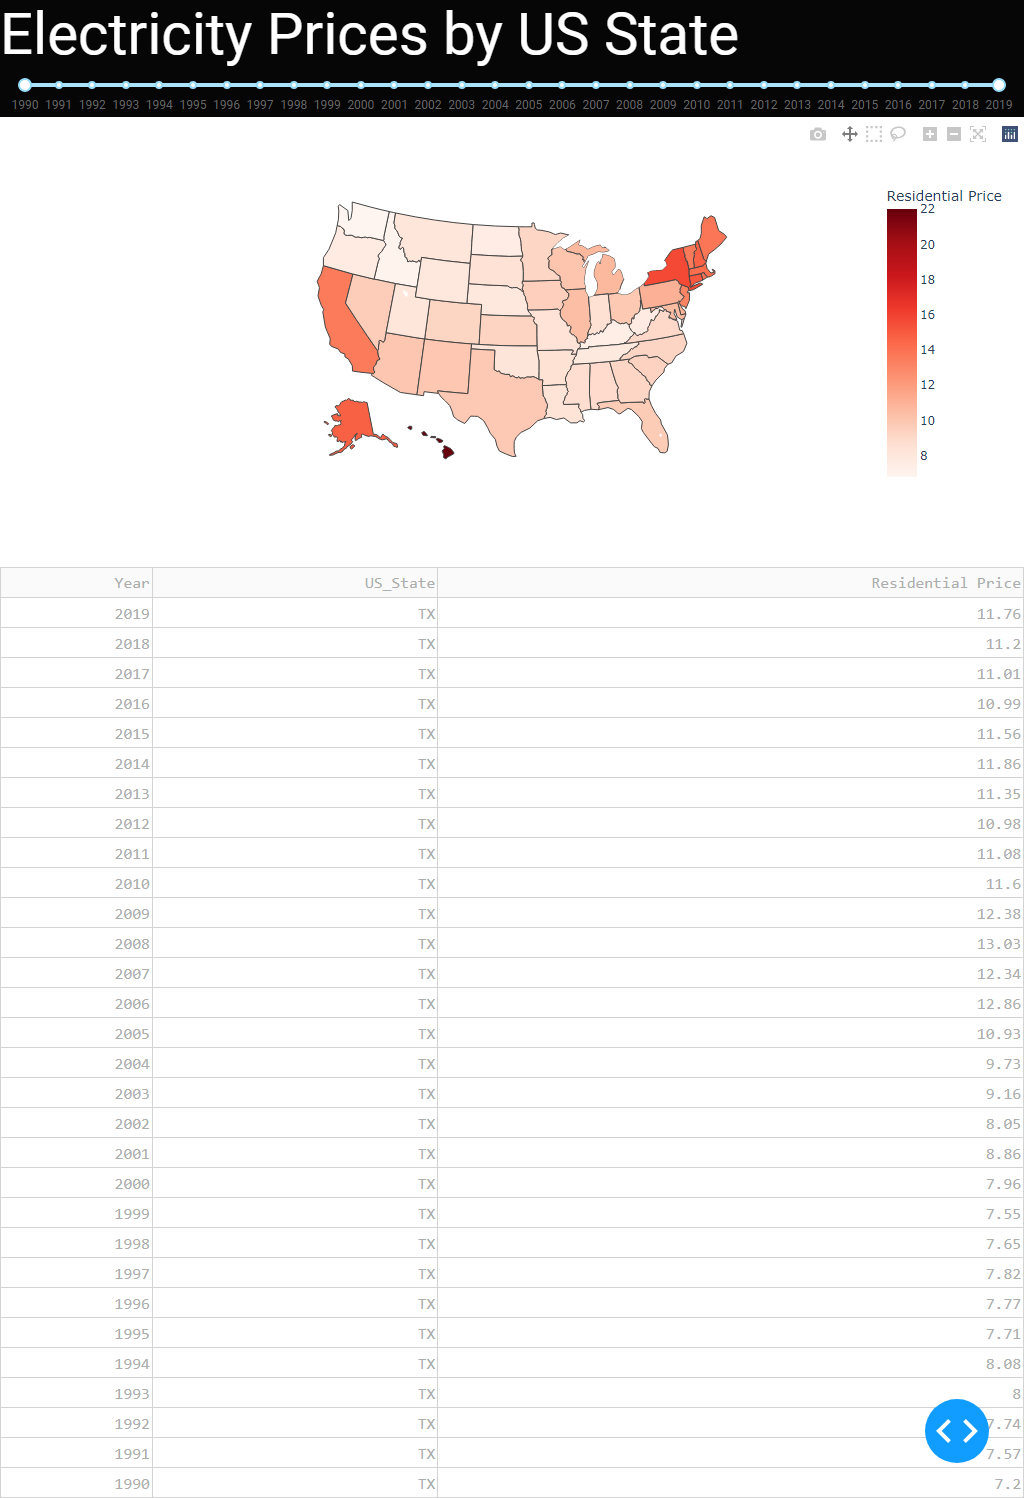 Electricity Prices by US State
1990 1991 1992 1993 1994 1995 1996 1997 1998 1999 2000 2001 2002 2003 2004 2005 2006 2007 2008 2009 2010 2011 2012 2013 2014 2015 2016 2017 2018 2019
Residential Price
22
20
18
16
14
12
10
8
Year US_State Residential Price
2019 TX 11.76
2018 TX 11.2
2017 TX 11.01
2016 TX 10.99
2015 TX 11.56
2014 TX 11.86
2013 TX 11.35
2012 TX 10.98
2011 TX 11.08
2010 TX 11.6
2009 TX 12.38
2008 TX 13.03
2007 TX 12.34
2006 TX 12.86
2005 TX 10.93
2004 TX 9.73
2003 TX 9.16
2002 TX 8.05
2001 TX 8.86
2000 TX 7.96
1999 TX 7.55
1998 TX 7.65
1997 TX 7.82
1996 TX 7.77
1995 TX 7.71
1994 TX 8.08
1993 TX 8
1992 TX 7.74
1991 TX 7.57
1990 TX 7.2